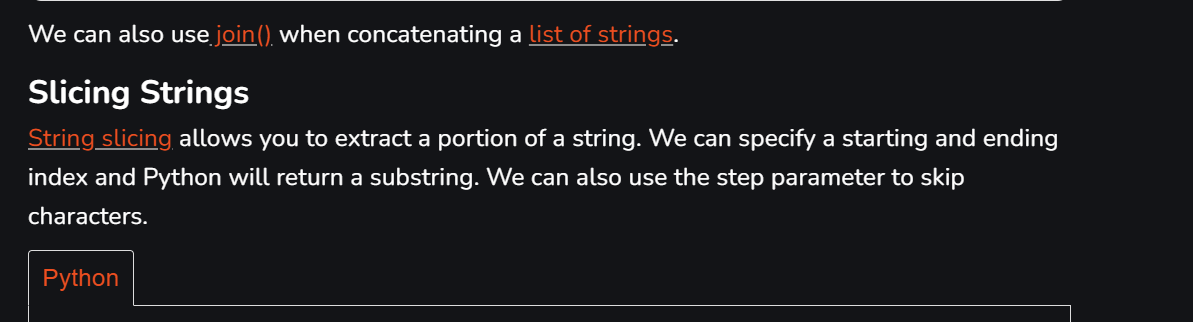 We can also use join() when concatenating a list of strings.
Slicing Strings
String slicing allows you to extract a portion of a string. We can specify a starting and ending
index and Python will return a substring. We can also use the step parameter to skip
characters.
Python